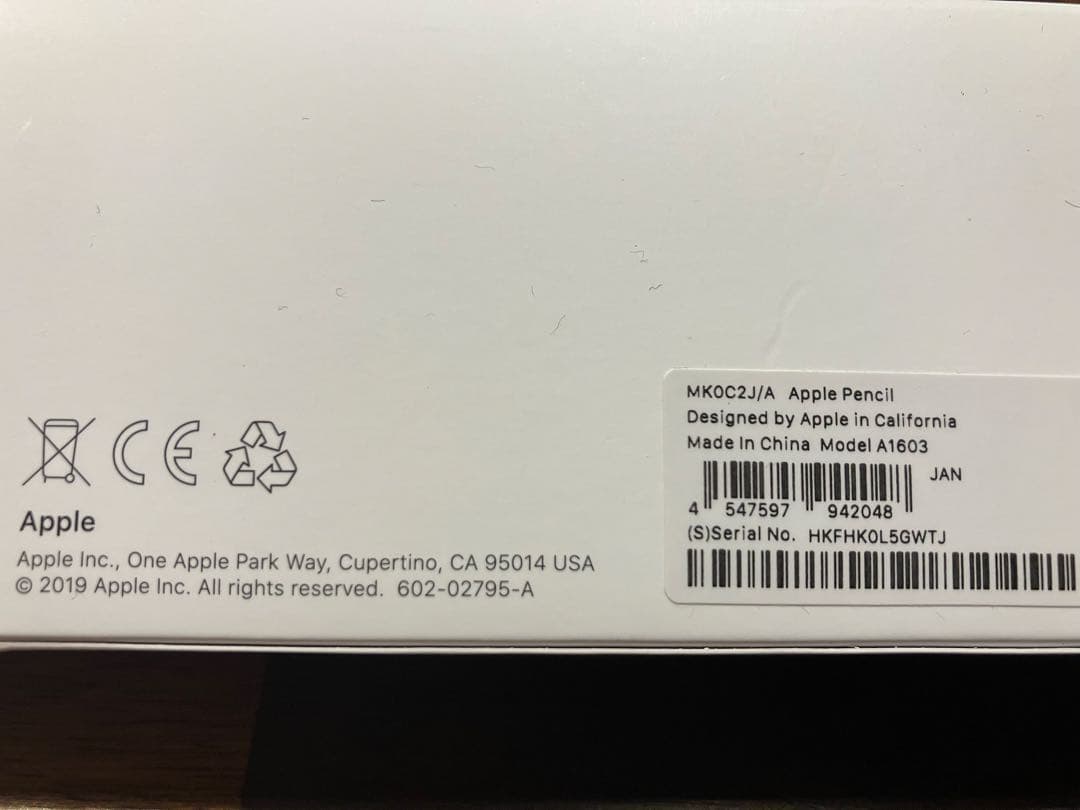 CE
Apple
Apple Inc., One Apple Park Way, Cupertino, CA 95014 USA
© 2019 Apple Inc. All rights reserved. 602-02795-A
MK0C2J/A Apple Pencil
Designed by Apple in California
Made In China Model A1603
JAN
4 547597 942048
(S)Serial No. HKFHK0L5GWTJ